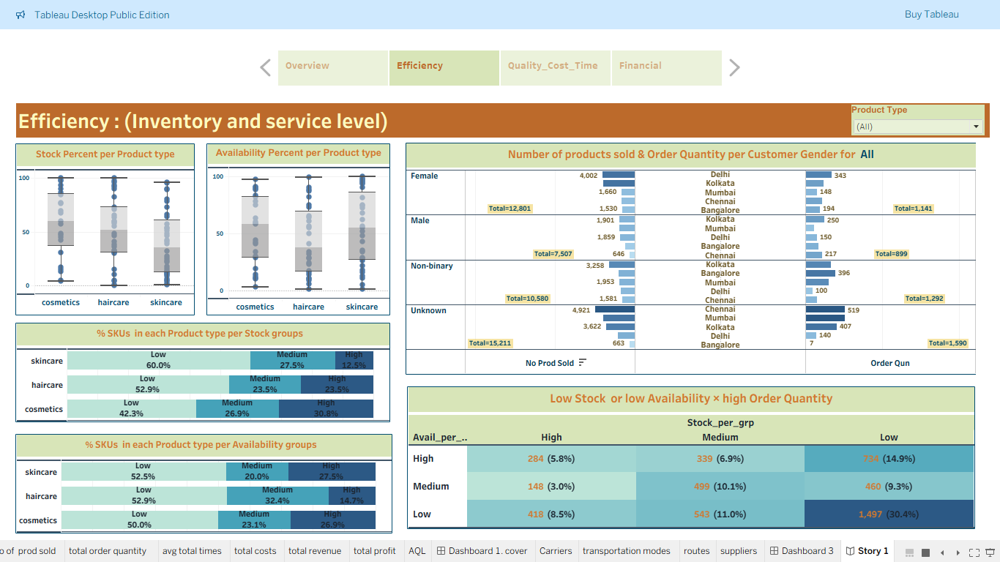 Tableau Desktop Public Edition
Buy Tableau
Overview
Efficiency
Quality_Cost_Time
Financial
Efficiency : (Inventory and service level)
Product Type
(All)
Stock Percent per Product type
100
50
0
cosmetics haircare skincare
Availability Percent per Product type
100
50
0
cosmetics haircare skincare
Number of products sold & Order Quantity per Customer Gender for All
Female 4,002 Delhi 343
Kolkata
1,660 Mumbai 148
Chennai
Total=12,801 1,530 Bangalore 194 Total=1,141
Male 1,901 Kolkata 250
Mumbai
1,859 Delhi 150
Bangalore
Total=7,507 646 Chennai 217 Total=899
Non-binary 3,258 Kolkata
Bangalore 396
1,953 Mumbai
Delhi 100
Total=10,580 1,581 Chennai Total=1,292
Unknown 4,921 Chennai 519
Mumbai
3,622 Kolkata 407
Delhi 140
Total=15,211 663 Bangalore 7 Total=1,590
No Prod Sold Order Qun
% SKUs in each Product type per Stock groups
skincare Low 60.0% Medium 27.5% High 12.5%
haircare Low 52.9% Medium 23.5% High 23.5%
cosmetics Low 42.3% Medium 26.9% High 30.8%
% SKUs in each Product type per Availability groups
skincare Low 52.5% Medium 20.0% High 27.5%
haircare Low 52.9% Medium 32.4% High 14.7%
cosmetics Low 50.0% Medium 23.1% High 26.9%
Low Stock or low Availability × high Order Quantity
Stock_per_grp
Avail_per_.. High Medium Low
High 284 (5.8%) 339 (6.9%) 734 (14.9%)
Medium 148 (3.0%) 499 (10.1%) 460 (9.3%)
Low 418 (8.5%) 543 (11.0%) 1,497 (30.4%)
o of prod sold total order quantity avg total times total costs total revenue total profit AQL Dashboard 1. cover Carriers transportation modes routes suppliers Dashboard 3 Story 1